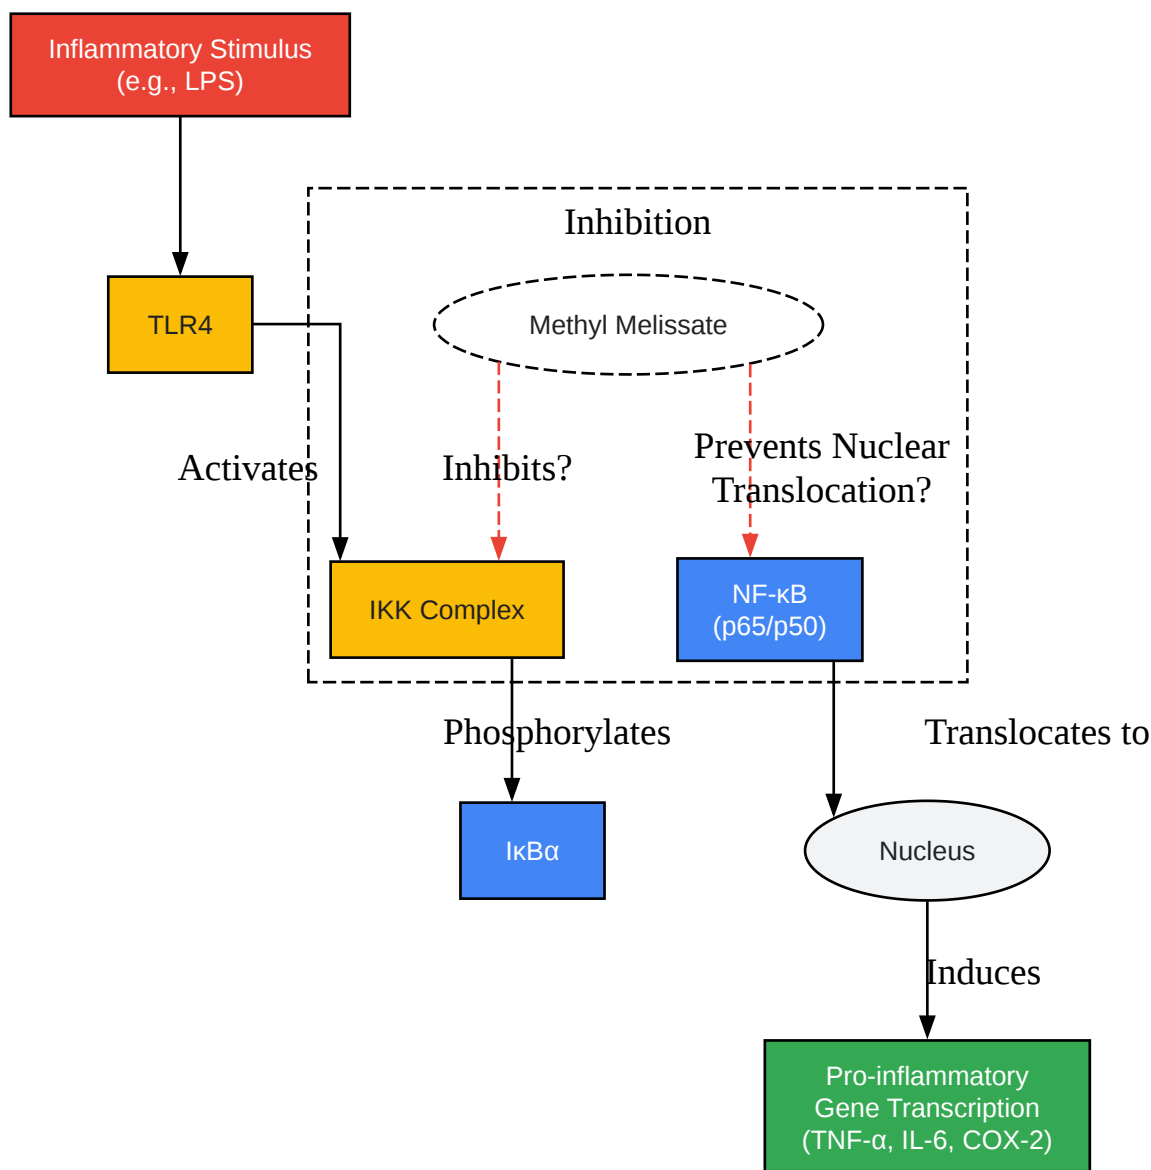 Inflammatory Stimulus
(e.g., LPS)
Inhibition
TLR4
Methyl Melissate
Activates
Inhibits?
Prevents Nuclear
Translocation?
IKK Complex
NF-κB
(p65/p50)
Phosphorylates
Translocates to
IκBα
Nucleus
Induces
Pro-inflammatory
Gene Transcription
(TNF-α, IL-6, COX-2)